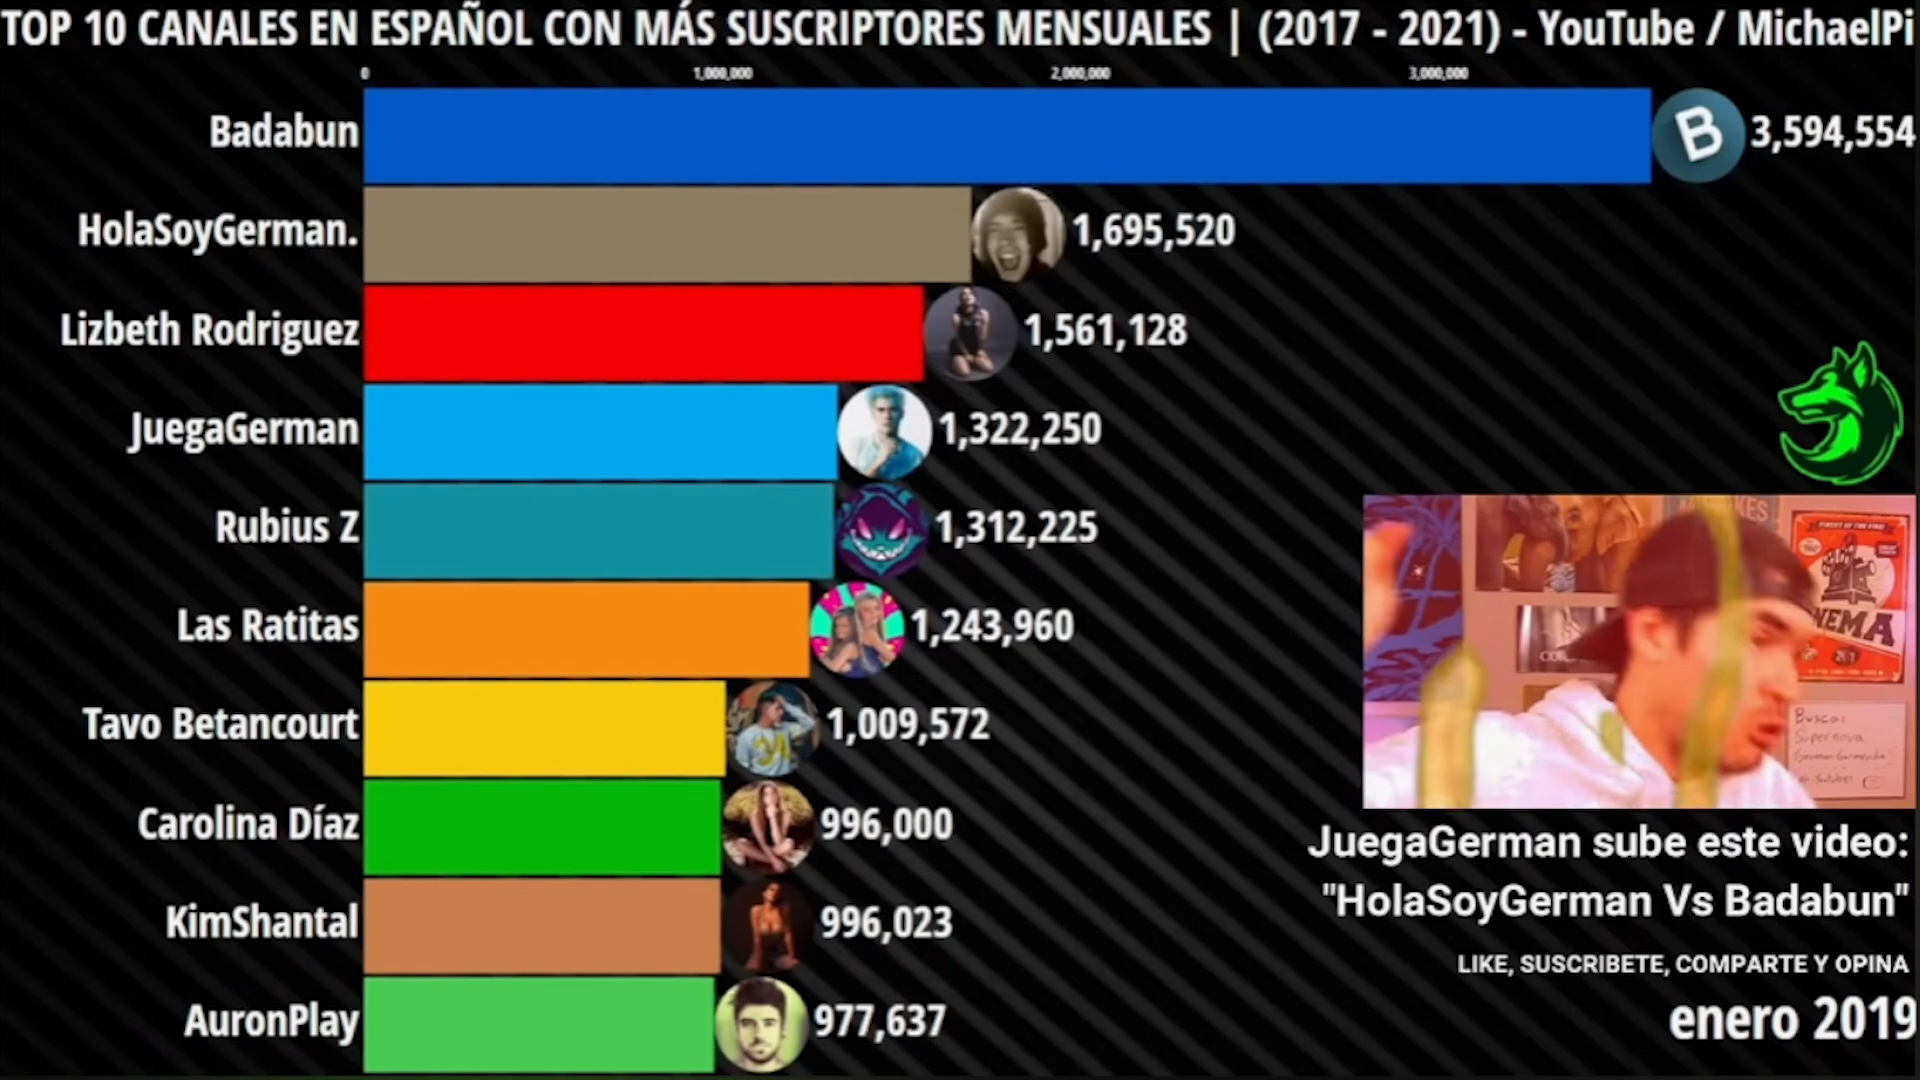 TOP 10 CANALES EN ESPAÑOL CON MÁS SUSCRIPTORES MENSUALES | (2017 - 2021) - YouTube / MichaelPi
0 1,000,000 2,000,000 3,000,000
Badabun B 3,594,554
HolaSoyGerman. 1,695,520
Lizbeth Rodriguez 1,561,128
JuegaGerman 1,322,250
Rubius Z 1,312,225
Las Ratitas 1,243,960
Tavo Betancourt 1,009,572
Carolina Díaz 996,000
KimShantal 996,023
AuronPlay 977,637
Busca:
Supernova
JuegaGerman sube este video:
"HolaSoyGerman Vs Badabun"
LIKE, SUSCRIBETE, COMPARTE Y OPINA
enero 2019